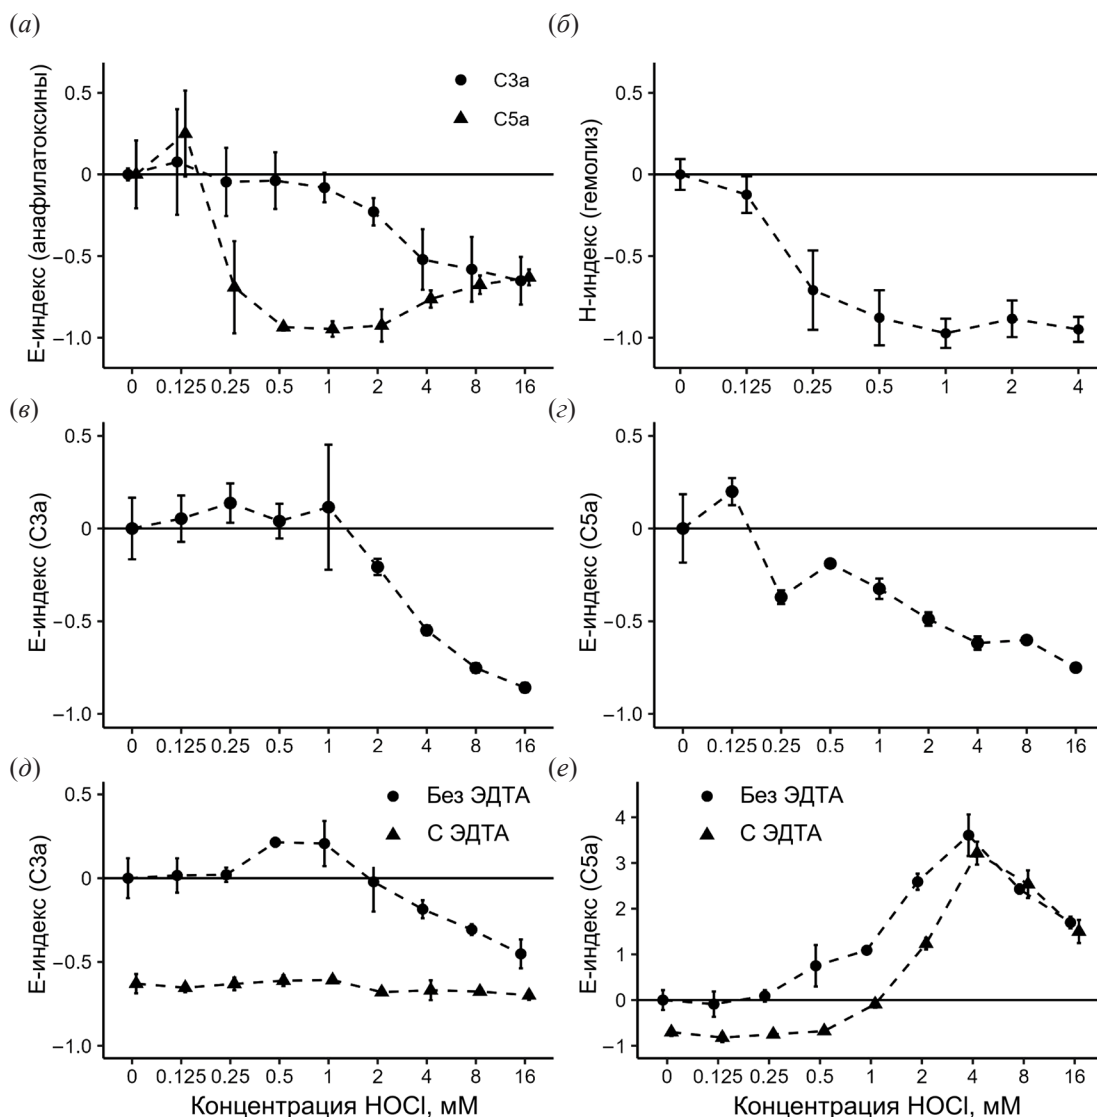 (а)
Е-индекс (анафилатоксины)
0.5
0
−0.5
−1.0
C3a
C5a
0 0.125 0.25 0.5 1 2 4 8 16
(б)
Н-индекс (гемолиз)
0.5
0
−0.5
−1.0
0 0.125 0.25 0.5 1 2 4
(в)
Е-индекс (C3a)
0.5
0
−0.5
−1.0
0 0.125 0.25 0.5 1 2 4 8 16
(г)
Е-индекс (C5a)
0.5
0
−0.5
−1.0
0 0.125 0.25 0.5 1 2 4 8 16
(д)
Е-индекс (C3a)
0.5
0
−0.5
−1.0
Без ЭДТА
С ЭДТА
0 0.125 0.25 0.5 1 2 4 8 16
Концентрация HOCl, мМ
(е)
Е-индекс (C5a)
4
3
2
1
0
−1
Без ЭДТА
С ЭДТА
0 0.125 0.25 0.5 1 2 4 8 16
Концентрация HOCl, мМ